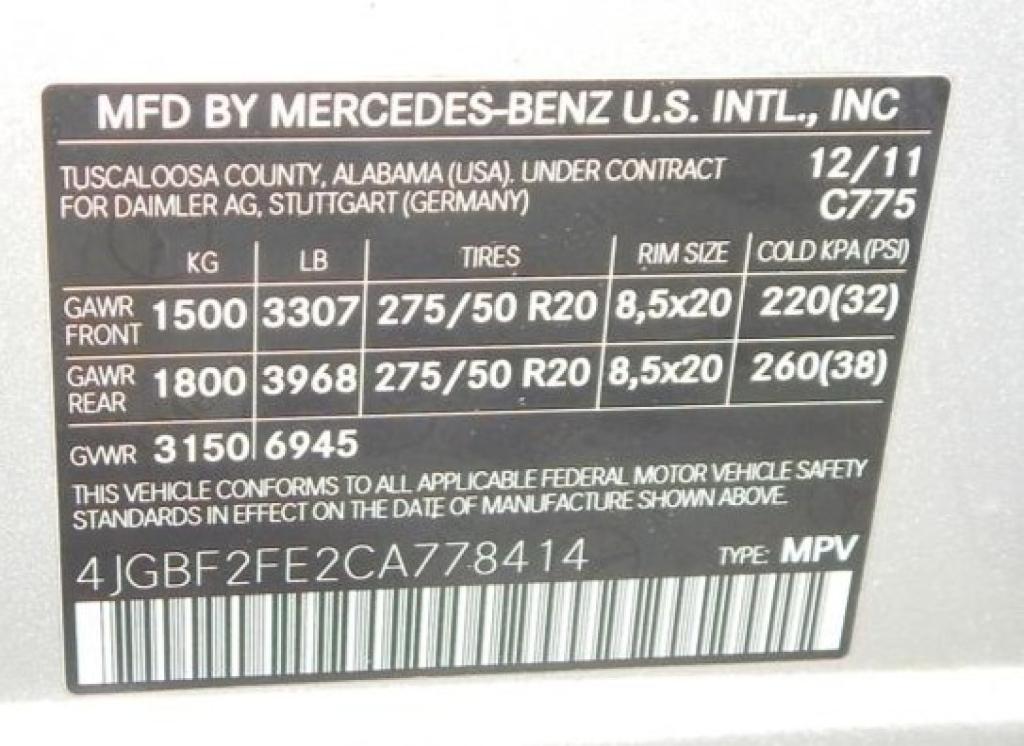 MFD BY MERCEDES-BENZ U.S. INTL., INC
TUSCALOOSA COUNTY, ALABAMA (USA). UNDER CONTRACT 12/11
FOR DAIMLER AG, STUTTGART (GERMANY) C775
KG LB TIRES RIM SIZE COLD KPA (PSI)
GAWR FRONT 1500 3307 275/50 R20 8,5x20 220(32)
GAWR REAR 1800 3968 275/50 R20 8,5x20 260(38)
GVWR 3150 6945
THIS VEHICLE CONFORMS TO ALL APPLICABLE FEDERAL MOTOR VEHICLE SAFETY
STANDARDS IN EFFECT ON THE DATE OF MANUFACTURE SHOWN ABOVE.
4JGBF2FE2CA778414 TYPE: MPV